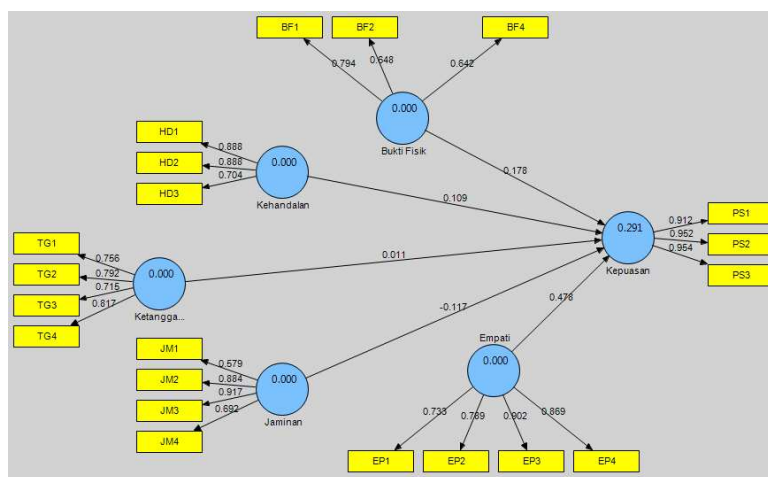 BF1
BF2
BF4
0.794
0.648
0.642
0.000
Bukti Fisik
HD1
HD2
HD3
0.888
0.888
0.704
0.000
Kehandalan
0.178
0.109
PS1
PS2
PS3
0.912
0.952
0.954
0.291
Kepuasan
TG1
TG2
TG3
TG4
0.756
0.792
0.715
0.817
0.000
Ketangga...
0.011
-0.117
0.478
JM1
JM2
JM3
JM4
0.579
0.884
0.917
0.692
0.000
Jaminan
Empati
0.000
0.733
0.789
0.902
0.869
EP1
EP2
EP3
EP4